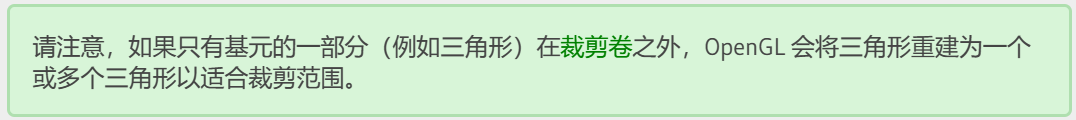 请注意，如果只有基元的一部分（例如三角形）在裁剪卷之外，OpenGL 会将三角形重建为一个
或多个三角形以适合裁剪范围。